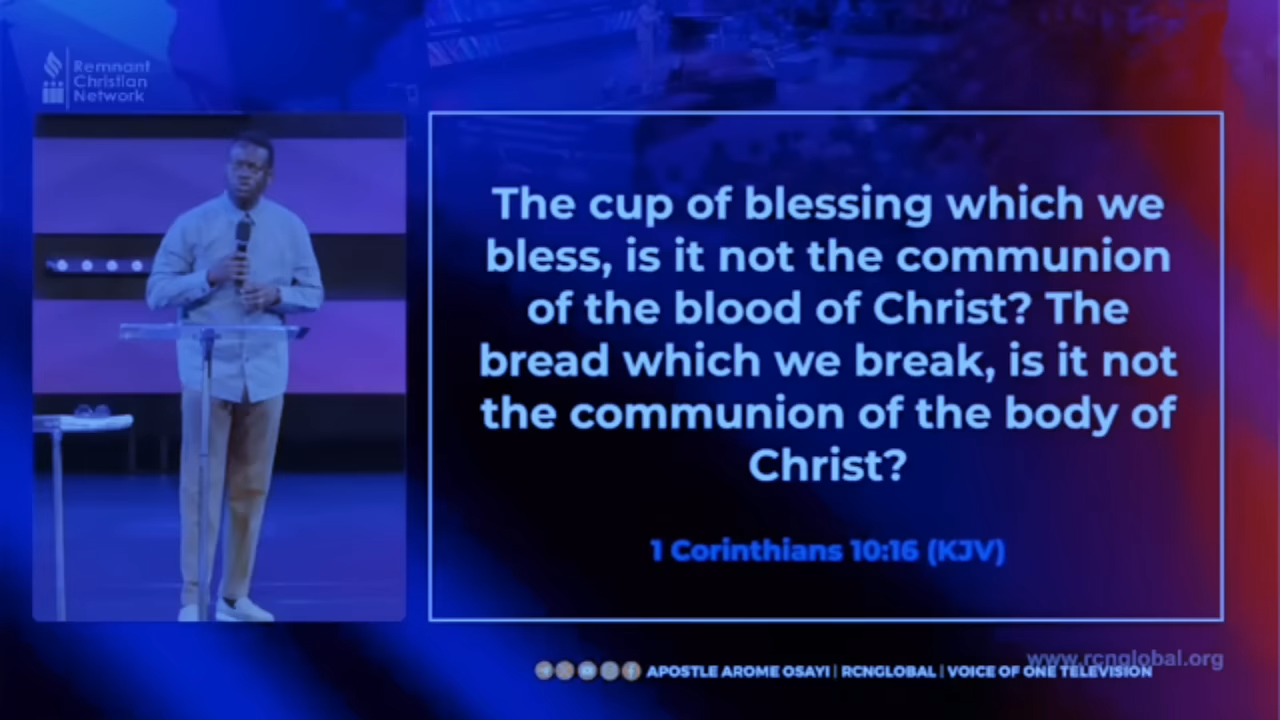 Remnant
Christian
Network
The cup of blessing which we
bless, is it not the communion
of the blood of Christ? The
bread which we break, is it not
the communion of the body of
Christ?
1 Corinthians 10:16 (KJV)
www.rcnglobal.org
APOSTLE AROME OSAYI | RCNGLOBAL | VOICE OF ONE TELEVISION